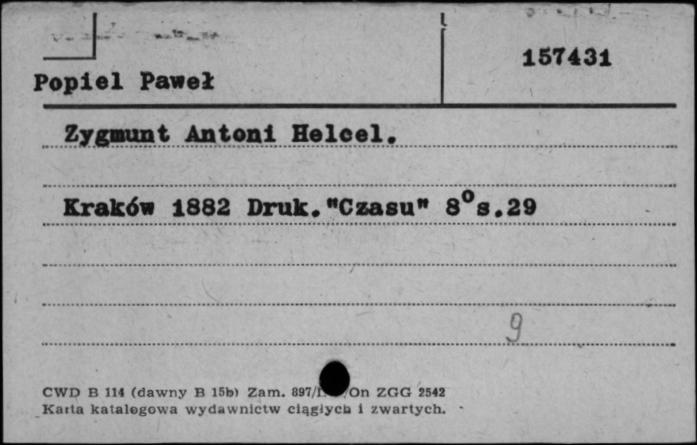 157431
Popiel Paweł
Zygmunt Antoni Helcel.
Kraków 1882 Druk."Czasu" 8⁰s.29
9
CWD B 114 (dawny B 15b) Zam. 897/ /On ZGG 2542
Karta katalogowa wydawnictw ciągłych i zwartych.